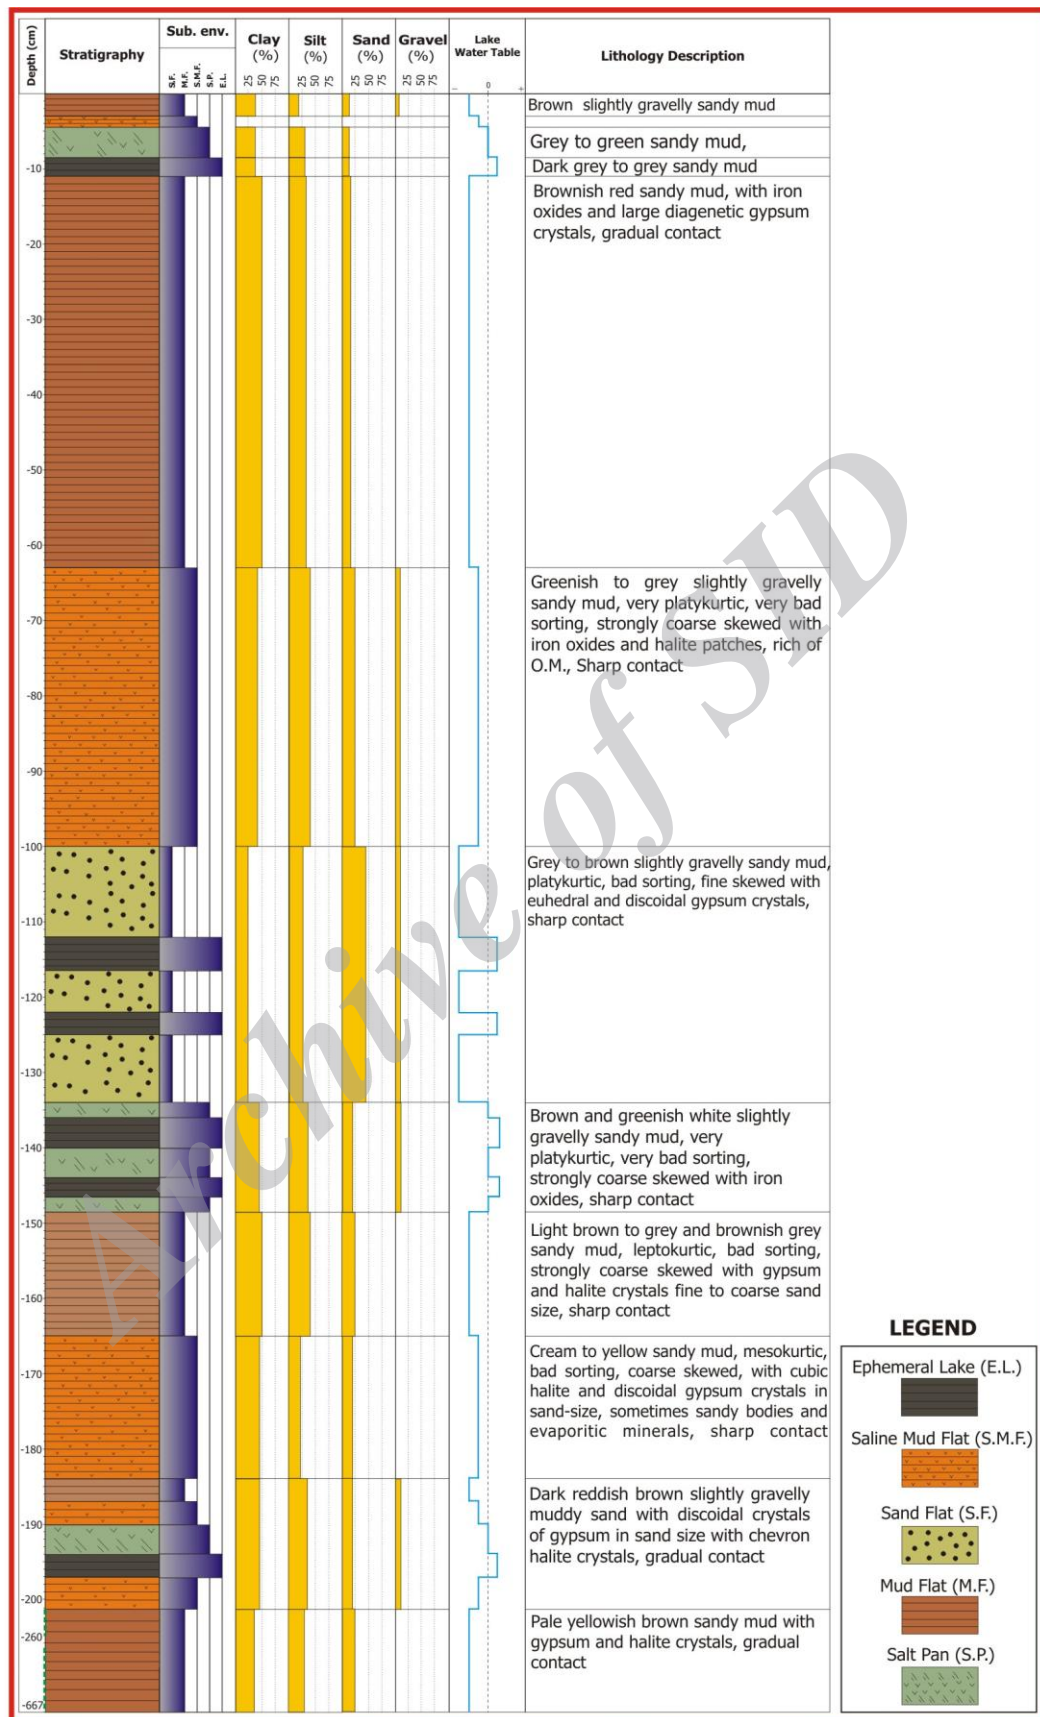 Depth (cm)
Stratigraphy
Sub. env.
S.F.
M.F.
S.M.F.
S.P.
E.L.
Clay
(%)
25 50 75
Silt
(%)
25 50 75
Sand
(%)
25 50 75
Gravel
(%)
25 50 75
Lake
Water Table
− 0 +
Lithology Description
Brown slightly gravelly sandy mud
Grey to green sandy mud,
-10
Dark grey to grey sandy mud
Brownish red sandy mud, with iron
oxides and large diagenetic gypsum
crystals, gradual contact
-20
-30
-40
-50
-60
Greenish to grey slightly gravelly
sandy mud, very platykurtic, very bad
sorting, strongly coarse skewed with
iron oxides and halite patches, rich of
O.M., Sharp contact
-70
-80
-90
-100
Grey to brown slightly gravelly sandy mud,
platykurtic, bad sorting, fine skewed with
euhedral and discoidal gypsum crystals,
sharp contact
-110
-120
-130
Brown and greenish white slightly
gravelly sandy mud, very
platykurtic, very bad sorting,
strongly coarse skewed with iron
oxides, sharp contact
-140
-150
Light brown to grey and brownish grey
sandy mud, leptokurtic, bad sorting,
strongly coarse skewed with gypsum
and halite crystals fine to coarse sand
size, sharp contact
-160
Cream to yellow sandy mud, mesokurtic,
bad sorting, coarse skewed, with cubic
halite and discoidal gypsum crystals in
sand-size, sometimes sandy bodies and
evaporitic minerals, sharp contact
-170
-180
Dark reddish brown slightly gravelly
muddy sand with discoidal crystals
of gypsum in sand size with chevron
halite crystals, gradual contact
-190
-200
Pale yellowish brown sandy mud with
gypsum and halite crystals, gradual
contact
-260
-667
LEGEND
Ephemeral Lake (E.L.)
Saline Mud Flat (S.M.F.)
Sand Flat (S.F.)
Mud Flat (M.F.)
Salt Pan (S.P.)
Archive of SID